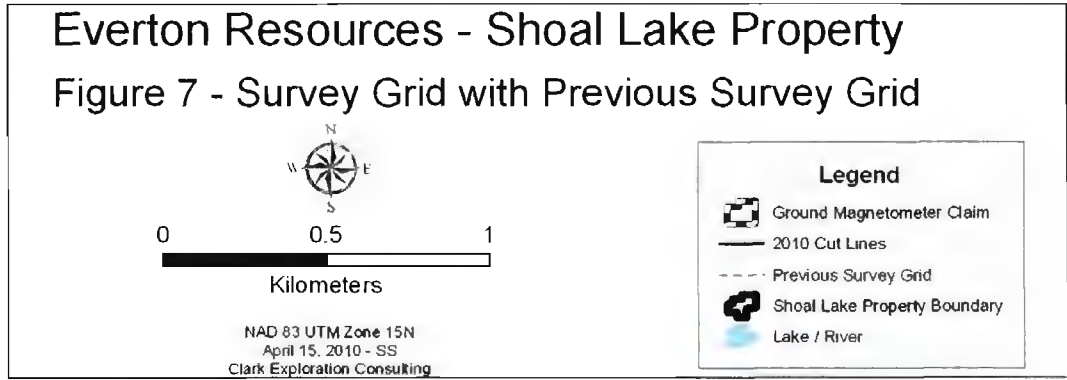 Everton Resources - Shoal Lake Property
Figure 7 - Survey Grid with Previous Survey Grid
N
W E
S
0 0.5 1
Kilometers
NAD 83 UTM Zone 15N
April 15, 2010 - SS
Clark Exploration Consulting
Legend
Ground Magnetometer Claim
2010 Cut Lines
Previous Survey Grid
Shoal Lake Property Boundary
Lake / River